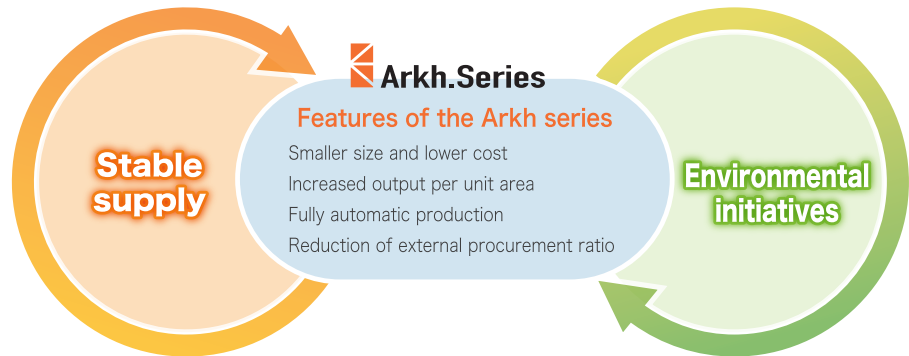 Arkh.Series
Features of the Arkh series
Smaller size and lower cost
Increased output per unit area
Fully automatic production
Reduction of external procurement ratio
Stable
supply
Environmental
initiatives